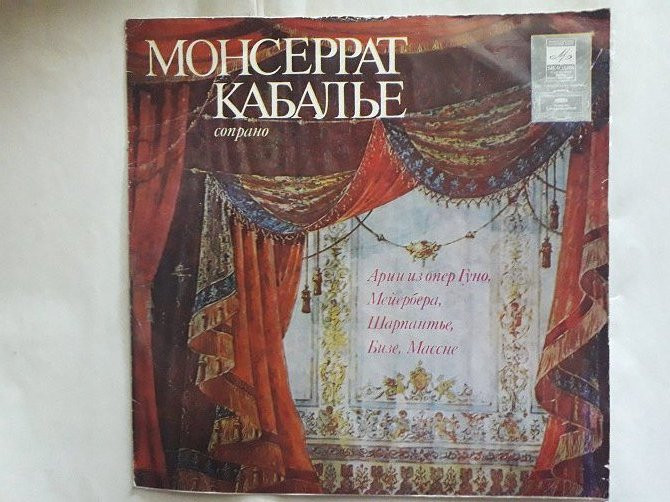 МОНСЕРРАТ
КАБАЛЬЕ
сопрано
Арии из опер Гуно,
Мейербера,
Шарпантье,
Бизе, Массне